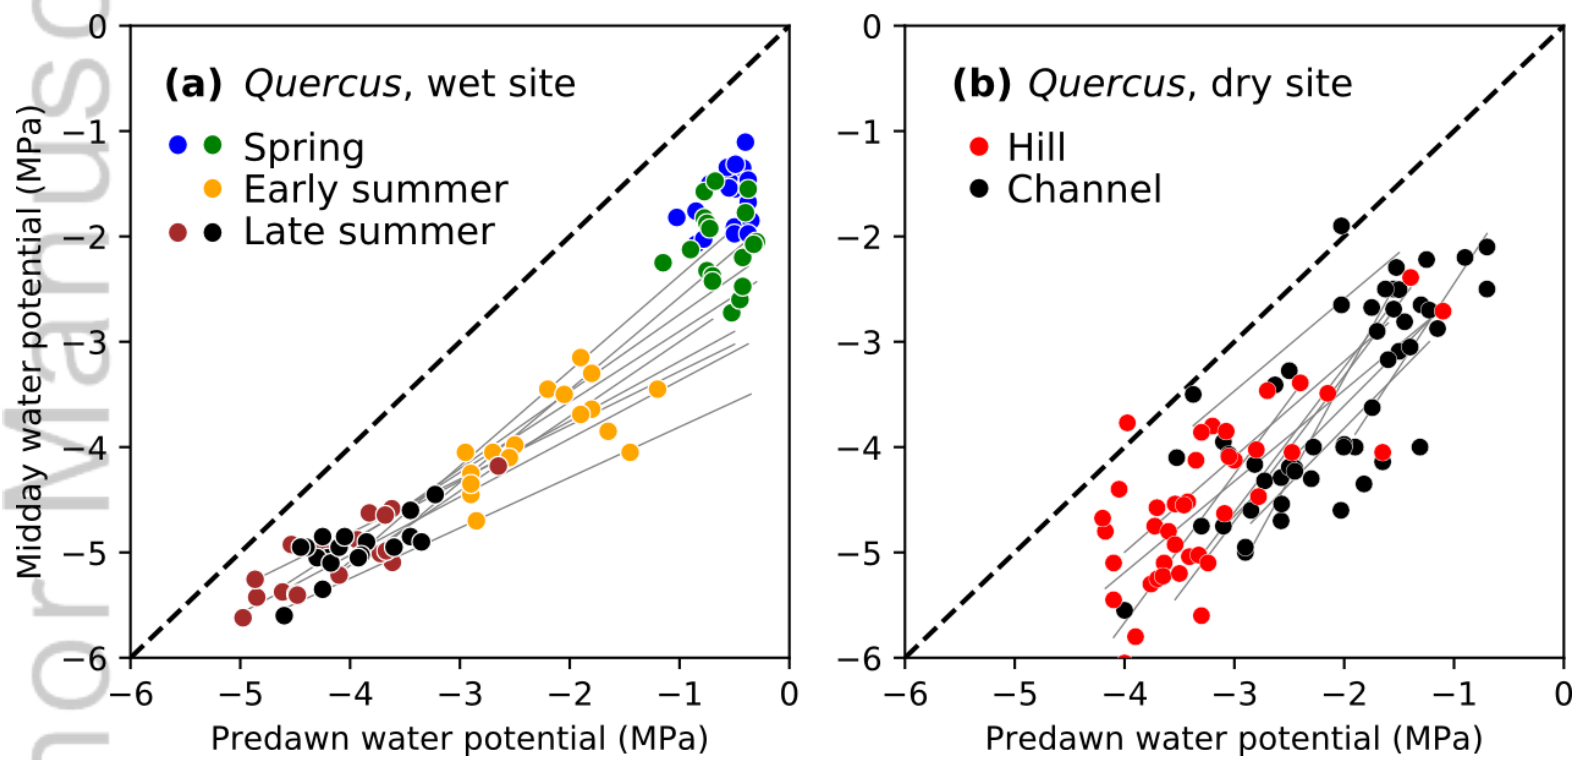 (a) Quercus, wet site
Spring
Early summer
Late summer
0
−1
−2
−3
−4
−5
−6
−6 −5 −4 −3 −2 −1 0
Midday water potential (MPa)
Predawn water potential (MPa)
(b) Quercus, dry site
Hill
Channel
0
−1
−2
−3
−4
−5
−6
−6 −5 −4 −3 −2 −1 0
Predawn water potential (MPa)